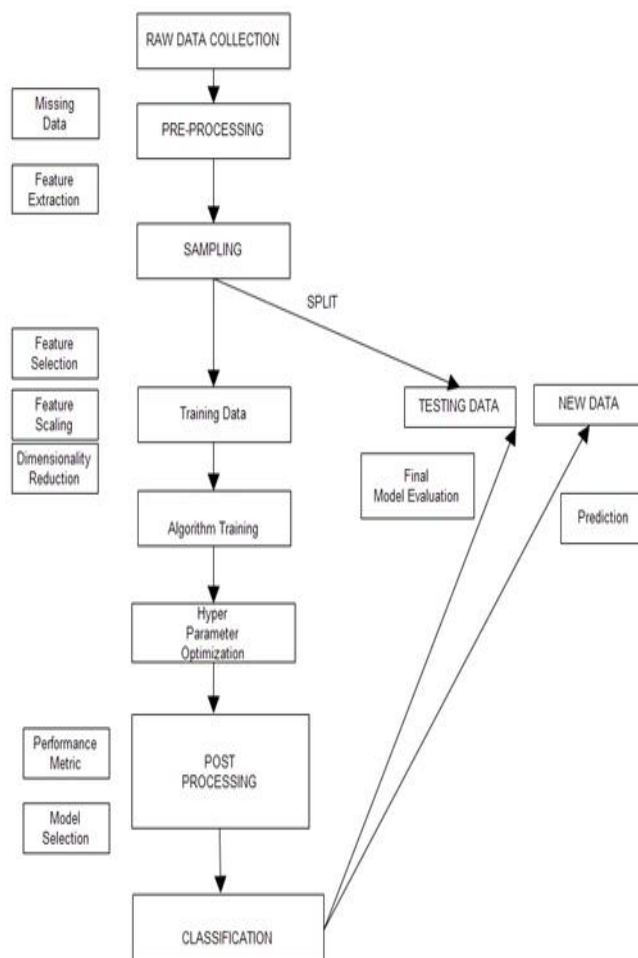 RAW DATA COLLECTION
Missing
Data
PRE-PROCESSING
Feature
Extraction
SAMPLING
SPLIT
Feature
Selection
Feature
Scaling
Dimensionality
Reduction
Training Data
TESTING DATA
NEW DATA
Final
Model Evaluation
Prediction
Algorithm Training
Hyper
Parameter
Optimization
Performance
Metric
POST
PROCESSING
Model
Selection
CLASSIFICATION